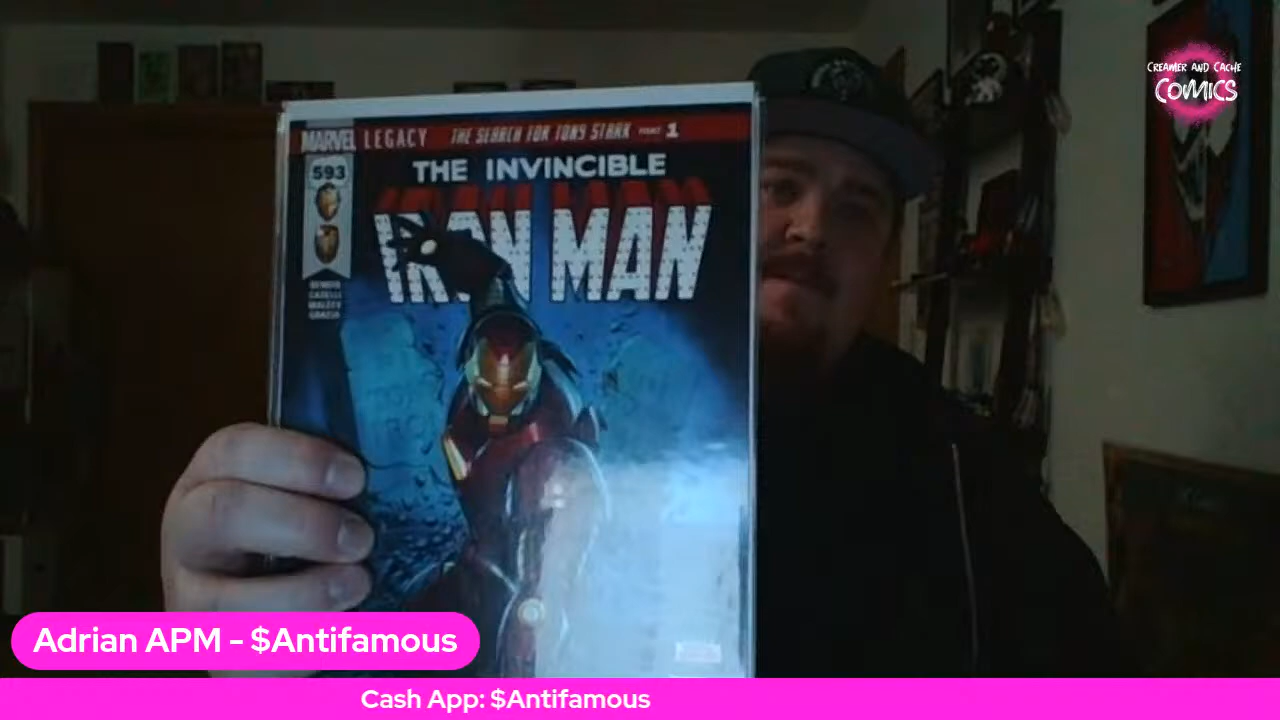 CREAMER AND CACHE
COMICS
MARVEL LEGACY THE SEARCH FOR TONY STARK PART 1
593
THE INVINCIBLE
IRON MAN
BENDIS
Adrian APM - $Antifamous
Cash App: $Antifamous